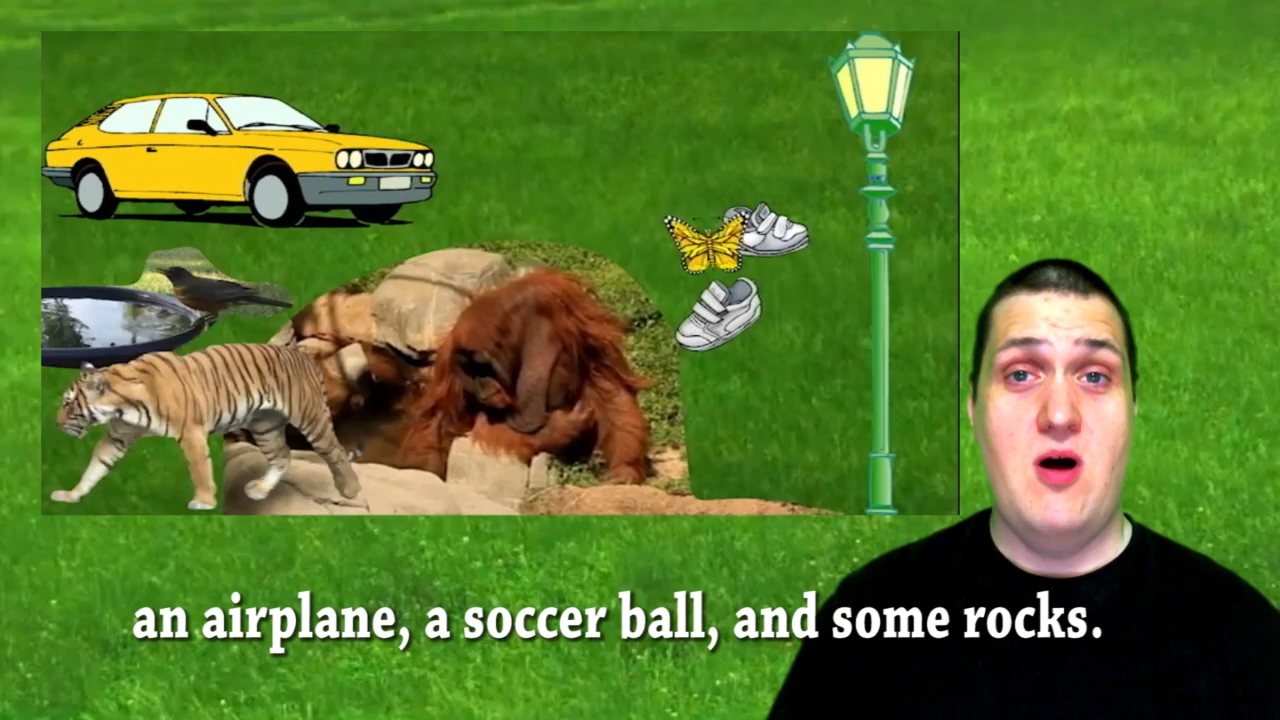 an airplane, a soccer ball, and some rocks.